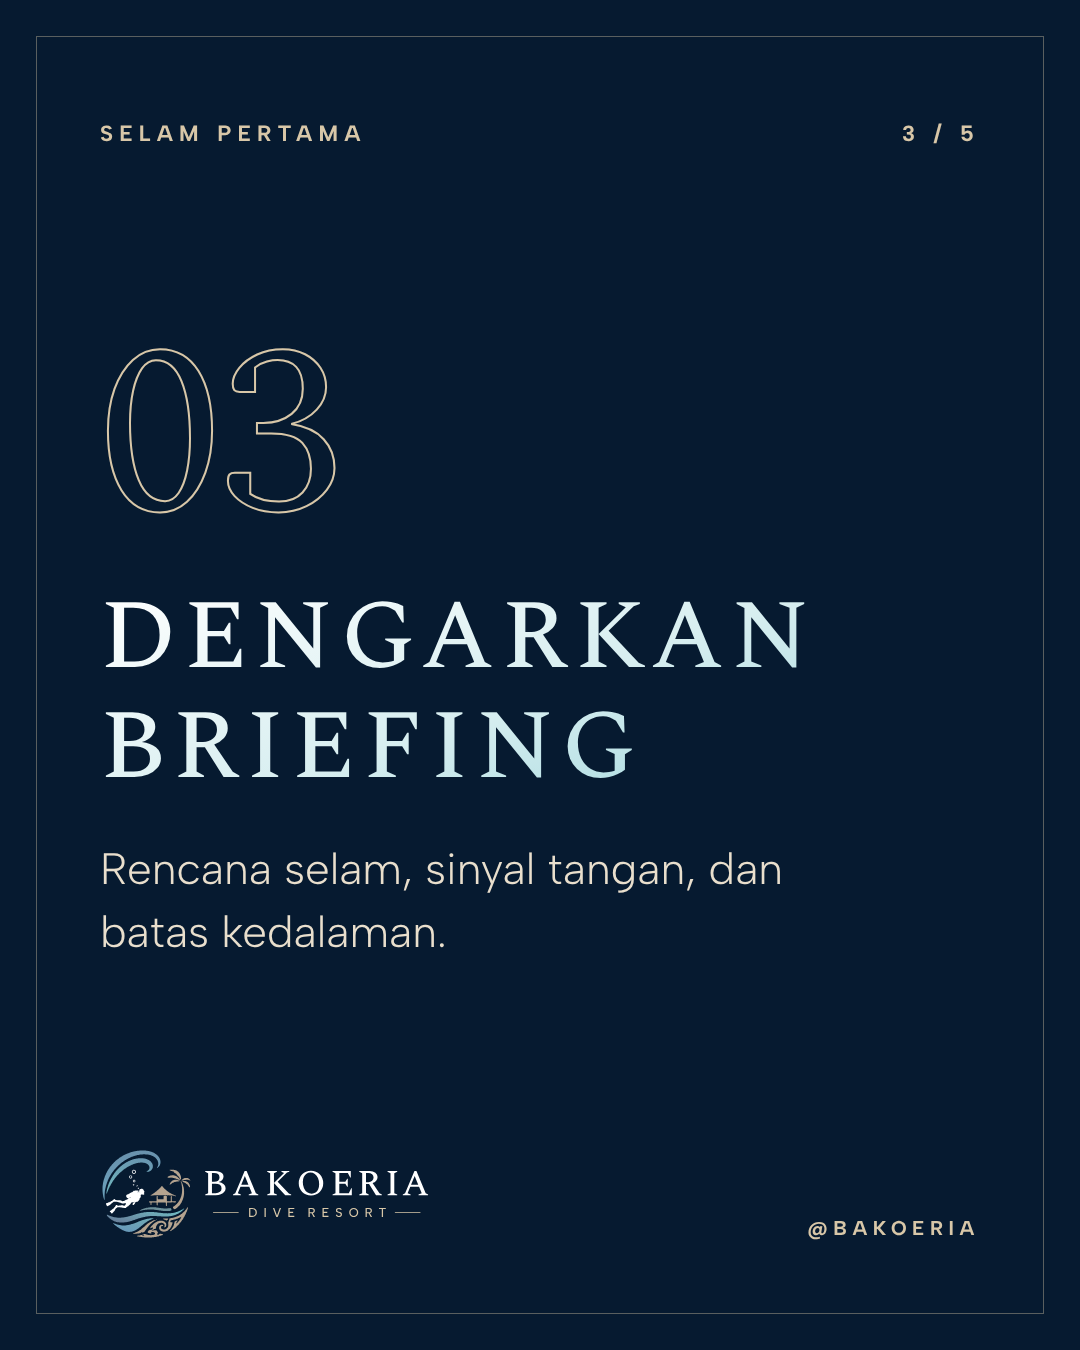 SELAM PERTAMA
3 / 5
03
DENGARKAN
BRIEFING
Rencana selam, sinyal tangan, dan
batas kedalaman.
BAKOERIA
DIVE RESORT
@BAKOERIA